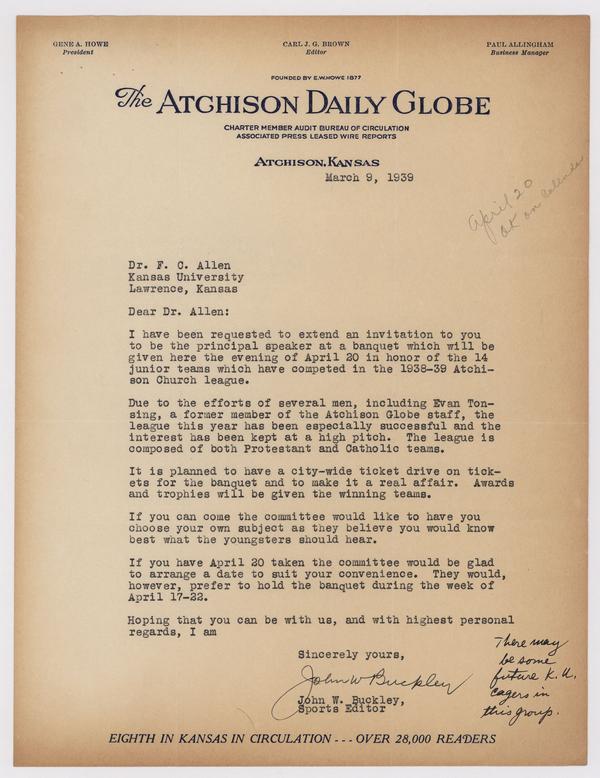 GENE A. HOWE
President
CARL J. G. BROWN
Editor
PAUL ALLINGHAM
Business Manager
FOUNDED BY E.W.HOWE 1877
The ATCHISON DAILY GLOBE
CHARTER MEMBER AUDIT BUREAU OF CIRCULATION
ASSOCIATED PRESS LEASED WIRE REPORTS
ATCHISON, KANSAS
March 9, 1939
April 20
OK on calendar
Dr. F. C. Allen
Kansas University
Lawrence, Kansas
Dear Dr. Allen:
I have been requested to extend an invitation to you
to be the principal speaker at a banquet which will be
given here the evening of April 20 in honor of the 14
junior teams which have competed in the 1938-39 Atchi-
son Church league.
Due to the efforts of several men, including Evan Ton-
sing, a former member of the Atchison Globe staff, the
league this year has been especially successful and the
interest has been kept at a high pitch. The league is
composed of both Protestant and Catholic teams.
It is planned to have a city-wide ticket drive on tick-
ets for the banquet and to make it a real affair. Awards
and trophies will be given the winning teams.
If you can come the committee would like to have you
choose your own subject as they believe you would know
best what the youngsters should hear.
If you have April 20 taken the committee would be glad
to arrange a date to suit your convenience. They would,
however, prefer to hold the banquet during the week of
April 17-22.
Hoping that you can be with us, and with highest personal
regards, I am
Sincerely yours,
John W Buckley
John W. Buckley,
Sports Editor
There may
be some
future K.U.
cagers in
this group.
EIGHTH IN KANSAS IN CIRCULATION - - - OVER 28,000 READERS